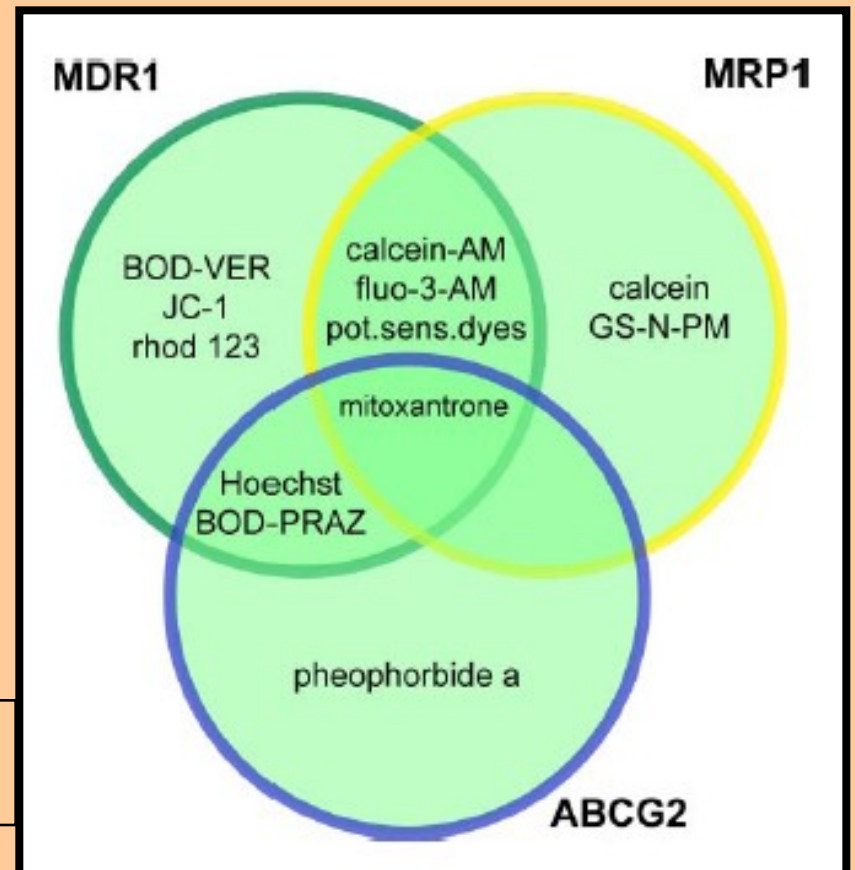 MDR1
MRP1
BOD-VER
JC-1
rhod 123
calcein-AM
fluo-3-AM
pot.sens.dyes
calcein
GS-N-PM
mitoxantrone
Hoechst
BOD-PRAZ
pheophorbide a
ABCG2